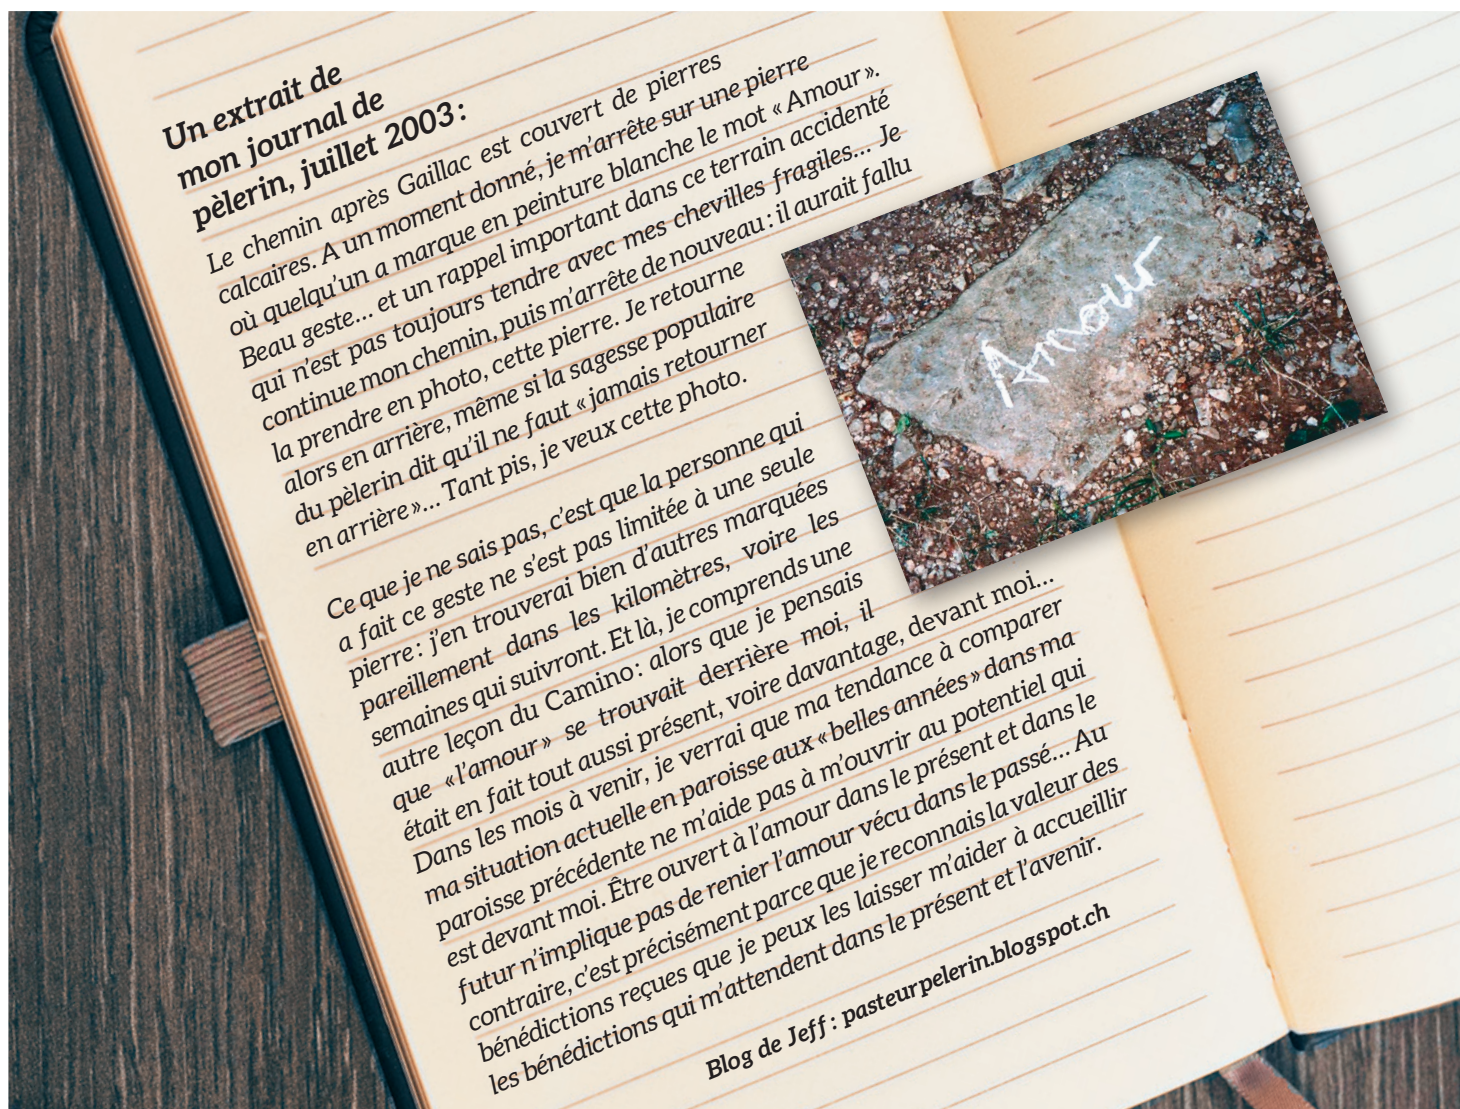 Un extrait de
mon journal de
pèlerin, juillet 2003 :
Le chemin après Gaillac est couvert de pierres
calcaires. A un moment donné, je m'arrête sur une pierre
où quelqu'un a marque en peinture blanche le mot « Amour ».
Beau geste... et un rappel important dans ce terrain accidenté
qui n'est pas toujours tendre avec mes chevilles fragiles... Je
continue mon chemin, puis m'arrête de nouveau : il aurait fallu
la prendre en photo, cette pierre. Je retourne
alors en arrière, même si la sagesse populaire
du pèlerin dit qu'il ne faut « jamais retourner
en arrière »... Tant pis, je veux cette photo.
Ce que je ne sais pas, c'est que la personne qui
a fait ce geste ne s'est pas limitée à une seule
pierre : j'en trouverai bien d'autres marquées
pareillement dans les kilomètres, voire les
semaines qui suivront. Et là, je comprends une
autre leçon du Camino : alors que je pensais
que « l'amour » se trouvait derrière moi, il
était en fait tout aussi présent, voire davantage, devant moi...
Dans les mois à venir, je verrai que ma tendance à comparer
ma situation actuelle en paroisse aux « belles années » dans ma
paroisse précédente ne m'aide pas à m'ouvrir au potentiel qui
est devant moi. Être ouvert à l'amour dans le présent et dans le
futur n'implique pas de renier l'amour vécu dans le passé... Au
contraire, c'est précisément parce que je reconnais la valeur des
bénédictions reçues que je peux les laisser m'aider à accueillir
les bénédictions qui m'attendent dans le présent et l'avenir.
Blog de Jeff : pasteurpelerin.blogspot.ch
Amour